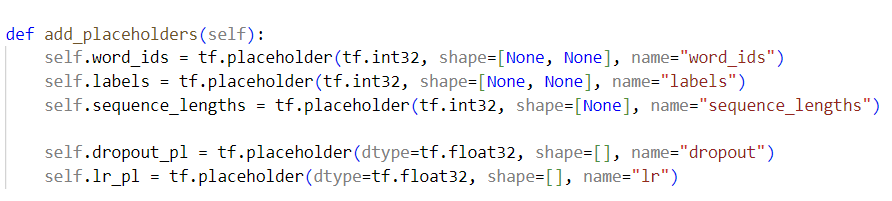 def add_placeholders(self):
    self.word_ids = tf.placeholder(tf.int32, shape=[None, None], name="word_ids")
    self.labels = tf.placeholder(tf.int32, shape=[None, None], name="labels")
    self.sequence_lengths = tf.placeholder(tf.int32, shape=[None], name="sequence_lengths")

    self.dropout_pl = tf.placeholder(dtype=tf.float32, shape=[], name="dropout")
    self.lr_pl = tf.placeholder(dtype=tf.float32, shape=[], name="lr")